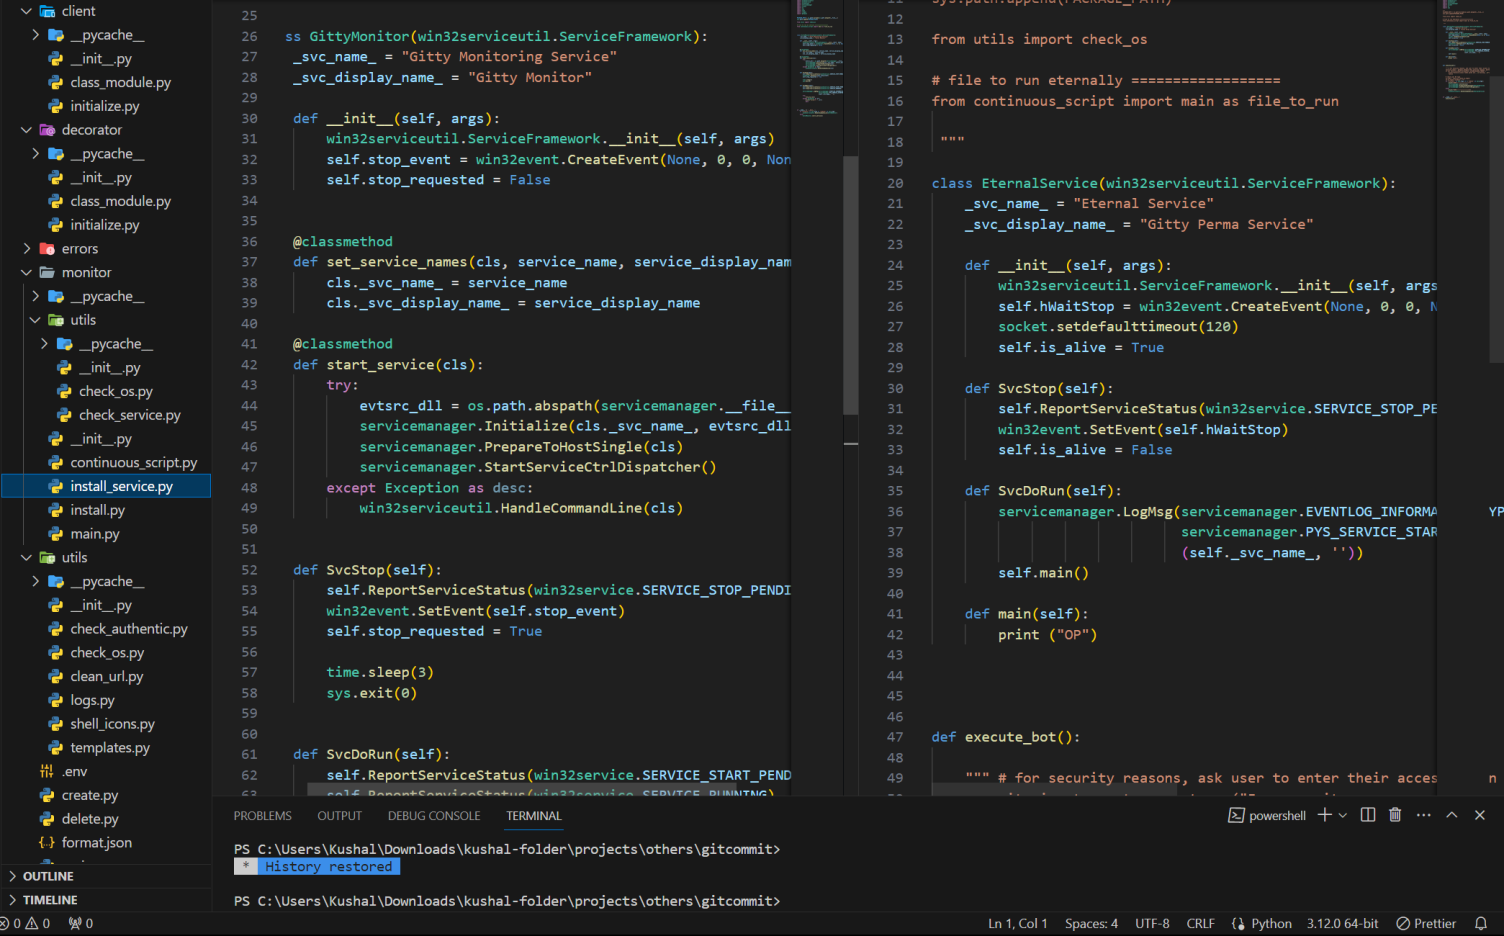 client
__pycache__
__init__.py
class_module.py
initialize.py
decorator
__pycache__
__init__.py
class_module.py
initialize.py
errors
monitor
__pycache__
utils
__pycache__
__init__.py
check_os.py
check_service.py
__init__.py
continuous_script.py
install_service.py
install.py
main.py
utils
__pycache__
__init__.py
check_authentic.py
check_os.py
clean_url.py
logs.py
shell_icons.py
templates.py
.env
create.py
delete.py
format.json
OUTLINE
TIMELINE
25
26 ss GittyMonitor(win32serviceutil.ServiceFramework):
27 _svc_name_ = "Gitty Monitoring Service"
28 _svc_display_name_ = "Gitty Monitor"
29
30 def __init__(self, args):
31 win32serviceutil.ServiceFramework.__init__(self, args)
32 self.stop_event = win32event.CreateEvent(None, 0, 0, Non
33 self.stop_requested = False
34
35
36 @classmethod
37 def set_service_names(cls, service_name, service_display_nam
38 cls._svc_name_ = service_name
39 cls._svc_display_name_ = service_display_name
40
41 @classmethod
42 def start_service(cls):
43 try:
44 evtsrc_dll = os.path.abspath(servicemanager.__file__
45 servicemanager.Initialize(cls._svc_name_, evtsrc_dll
46 servicemanager.PrepareToHostSingle(cls)
47 servicemanager.StartServiceCtrlDispatcher()
48 except Exception as desc:
49 win32serviceutil.HandleCommandLine(cls)
50
51
52 def SvcStop(self):
53 self.ReportServiceStatus(win32service.SERVICE_STOP_PENDI
54 win32event.SetEvent(self.stop_event)
55 self.stop_requested = True
56
57 time.sleep(3)
58 sys.exit(0)
59
60
61 def SvcDoRun(self):
62 self.ReportServiceStatus(win32service.SERVICE_START_PEND
63 self.ReportServiceStatus(win32service.SERVICE_RUNNING)
11 sys.path.append(PACKAGE_PATH)
12
13 from utils import check_os
14
15 # file to run eternally ==================
16 from continuous_script import main as file_to_run
17
18 """
19
20 class EternalService(win32serviceutil.ServiceFramework):
21 _svc_name_ = "Eternal Service"
22 _svc_display_name_ = "Gitty Perma Service"
23
24 def __init__(self, args):
25 win32serviceutil.ServiceFramework.__init__(self, args
26 self.hWaitStop = win32event.CreateEvent(None, 0, 0, N
27 socket.setdefaulttimeout(120)
28 self.is_alive = True
29
30 def SvcStop(self):
31 self.ReportServiceStatus(win32service.SERVICE_STOP_PE
32 win32event.SetEvent(self.hWaitStop)
33 self.is_alive = False
34
35 def SvcDoRun(self):
36 servicemanager.LogMsg(servicemanager.EVENTLOG_INFORMA YP
37 servicemanager.PYS_SERVICE_STAR
38 (self._svc_name_, ''))
39 self.main()
40
41 def main(self):
42 print ("OP")
43
44
45
46
47 def execute_bot():
48
49 """ # for security reasons, ask user to enter their acces n
PROBLEMS OUTPUT DEBUG CONSOLE TERMINAL powershell
PS C:\Users\Kushal\Downloads\kushal-folder\projects\others\gitcommit>
* History restored
PS C:\Users\Kushal\Downloads\kushal-folder\projects\others\gitcommit>
0 0 0 Ln 1, Col 1 Spaces: 4 UTF-8 CRLF Python 3.12.0 64-bit Prettier